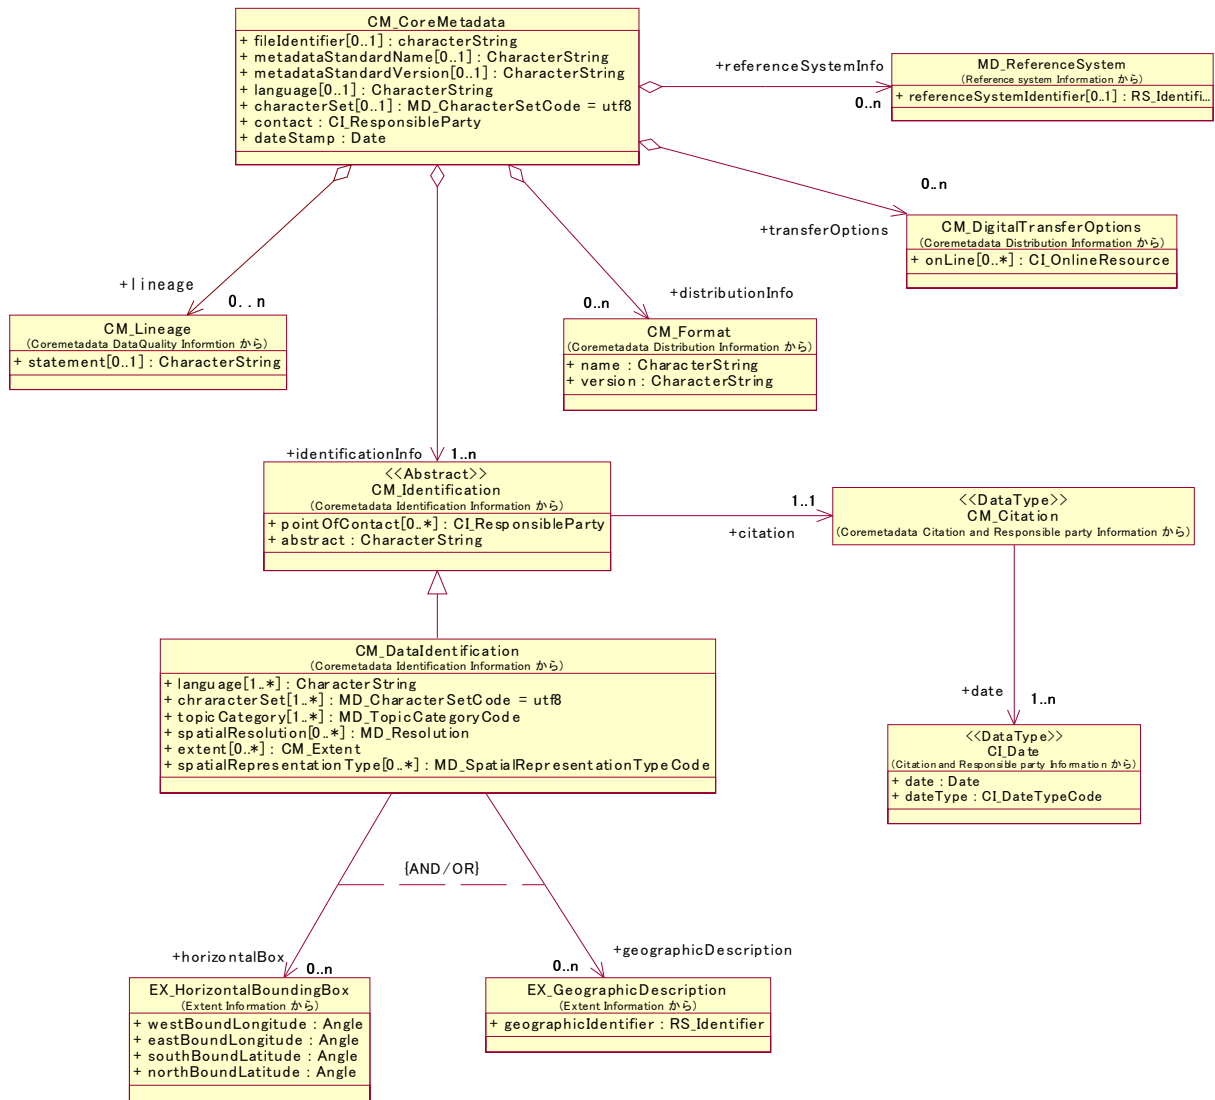 CM_CoreMetadata
+ fileIdentifier[0..1] : characterString
+ metadataStandardName[0..1] : CharacterString
+ metadataStandardVersion[0..1] : CharacterString
+ language[0..1] : CharacterString
+ characterSet[0..1] : MD_CharacterSetCode = utf8
+ contact : CI_ResponsibleParty
+ dateStamp : Date
+referenceSystemInfo
0..n
MD_ReferenceSystem
(Reference system Information から)
+ referenceSystemIdentifier[0..1] : RS_Identifi...
0..n
+transferOptions
CM_DigitalTransferOptions
(Coremetadata Distribution Information から)
+ onLine[0..*] : CI_OnlineResource
+lineage
0..n
CM_Lineage
(Coremetadata DataQuality Informtion から)
+ statement[0..1] : CharacterString
+distributionInfo
0..n
CM_Format
(Coremetadata Distribution Information から)
+ name : CharacterString
+ version : CharacterString
+identificationInfo
1..n
<<Abstract>>
CM_Identification
(Coremetadata Identification Information から)
+ pointOfContact[0..*] : CI_ResponsibleParty
+ abstract : CharacterString
1..1
+citation
<<DataType>>
CM_Citation
(Coremetadata Citation and Responsible party Information から)
CM_DataIdentification
(Coremetadata Identification Information から)
+ language[1..*] : CharacterString
+ chraracterSet[1..*] : MD_CharacterSetCode = utf8
+ topicCategory[1..*] : MD_TopicCategoryCode
+ spatialResolution[0..*] : MD_Resolution
+ extent[0..*] : CM_Extent
+ spatialRepresentationType[0..*] : MD_SpatialRepresentationTypeCode
+date
1..n
<<DataType>>
CI_Date
(Citation and Responsible party Information から)
+ date : Date
+ dateType : CI_DateTypeCode
{AND/OR}
+horizontalBox
0..n
+geographicDescription
0..n
EX_HorizontalBoundingBox
(Extent Information から)
+ westBoundLongitude : Angle
+ eastBoundLongitude : Angle
+ southBoundLatitude : Angle
+ northBoundLatitude : Angle
EX_GeographicDescription
(Extent Information から)
+ geographicIdentifier : RS_Identifier